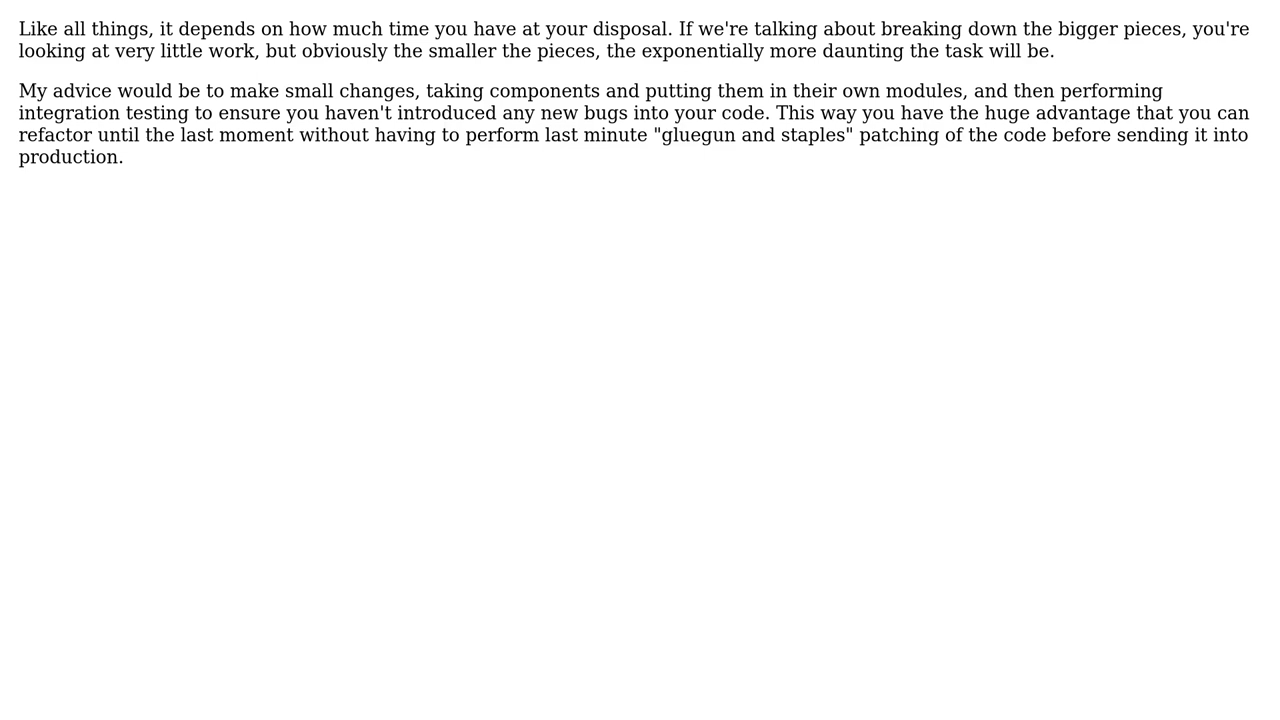 Like all things, it depends on how much time you have at your disposal. If we're talking about breaking down the bigger pieces, you're
looking at very little work, but obviously the smaller the pieces, the exponentially more daunting the task will be.
My advice would be to make small changes, taking components and putting them in their own modules, and then performing
integration testing to ensure you haven't introduced any new bugs into your code. This way you have the huge advantage that you can
refactor until the last moment without having to perform last minute "gluegun and staples" patching of the code before sending it into
production.